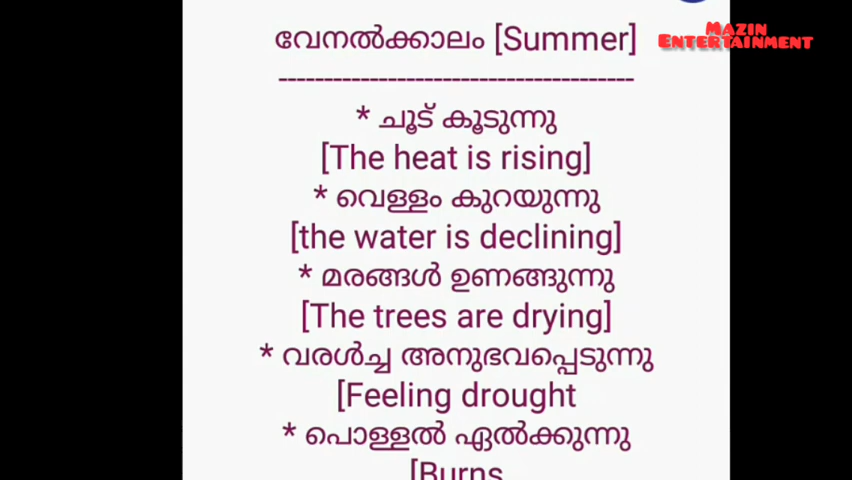 വേനൽക്കാലം [Summer]
Mazin
Entertainment
---------------------------------------
* ചൂട് കൂടുന്നു
[The heat is rising]
* വെള്ളം കുറയുന്നു
[the water is declining]
* മരങ്ങൾ ഉണങ്ങുന്നു
[The trees are drying]
* വരൾച്ച അനുഭവപ്പെടുന്നു
[Feeling drought
* പൊള്ളൽ ഏൽക്കുന്നു
[Burns